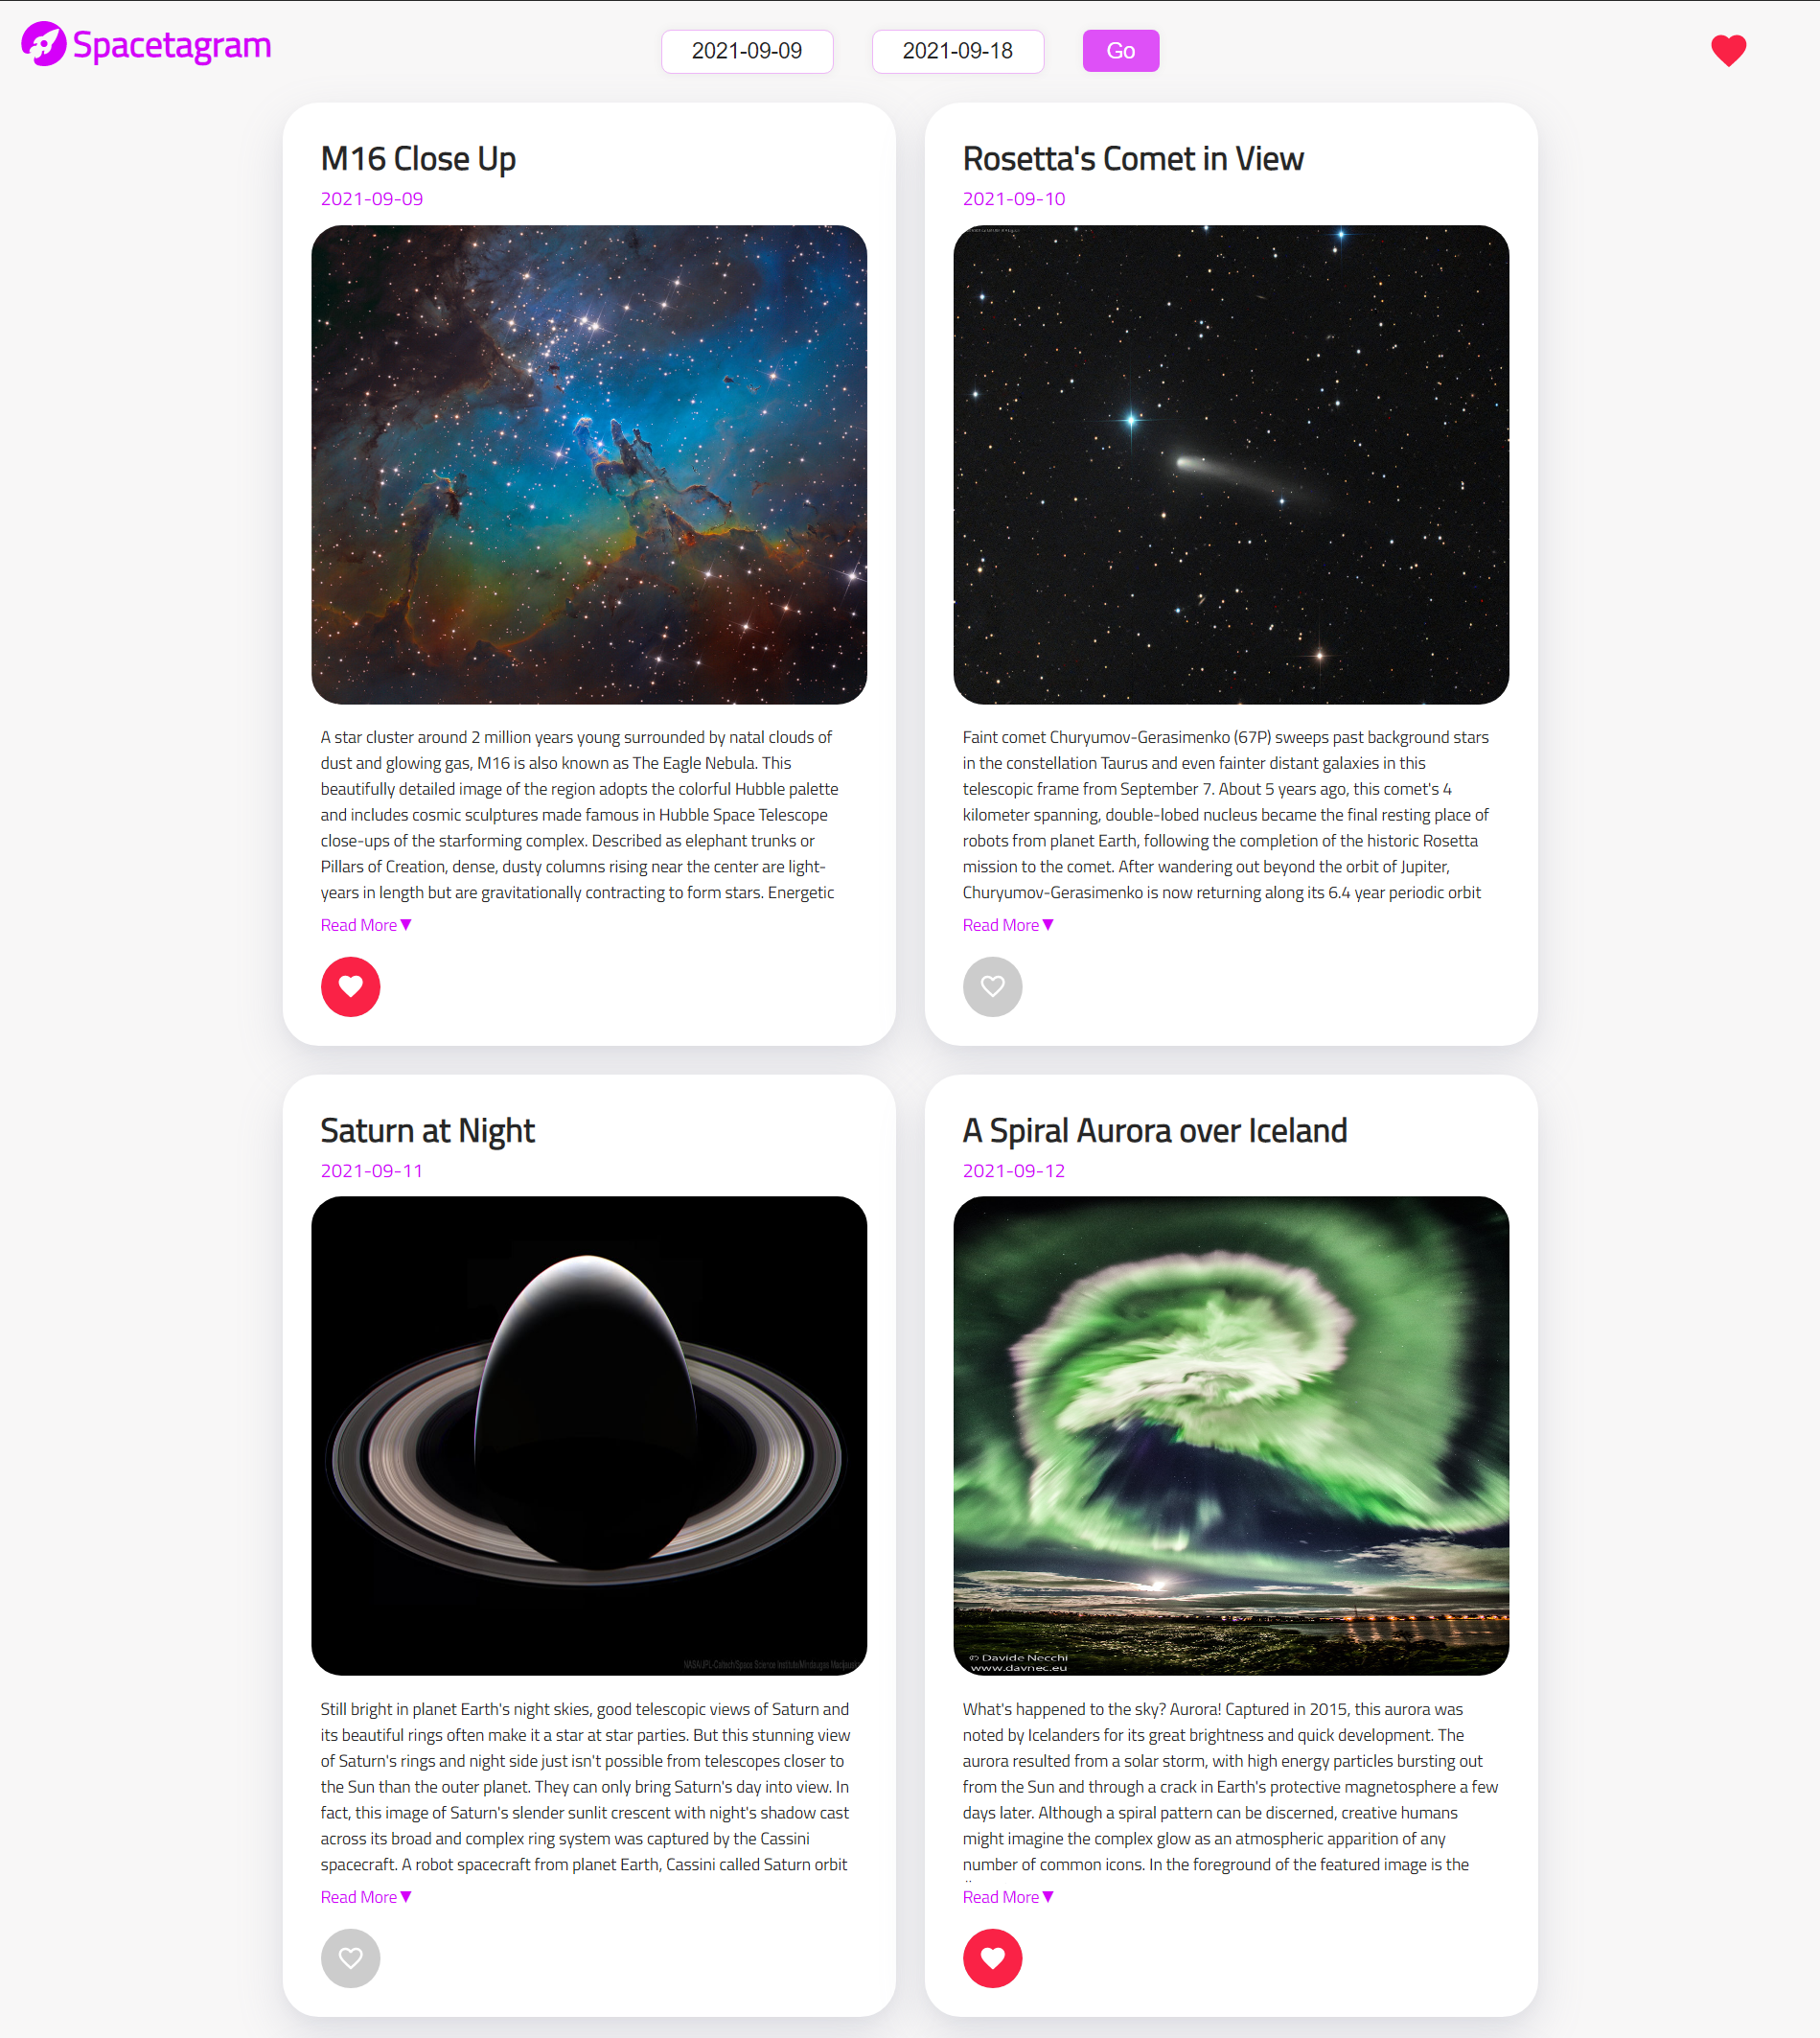 Spacetagram
2021-09-09
2021-09-18
Go
M16 Close Up
2021-09-09
A star cluster around 2 million years young surrounded by natal clouds of
dust and glowing gas, M16 is also known as The Eagle Nebula. This
beautifully detailed image of the region adopts the colorful Hubble palette
and includes cosmic sculptures made famous in Hubble Space Telescope
close-ups of the starforming complex. Described as elephant trunks or
Pillars of Creation, dense, dusty columns rising near the center are light-
years in length but are gravitationally contracting to form stars. Energetic
Read More▼
Rosetta's Comet in View
2021-09-10
Faint comet Churyumov-Gerasimenko (67P) sweeps past background stars
in the constellation Taurus and even fainter distant galaxies in this
telescopic frame from September 7. About 5 years ago, this comet's 4
kilometer spanning, double-lobed nucleus became the final resting place of
robots from planet Earth, following the completion of the historic Rosetta
mission to the comet. After wandering out beyond the orbit of Jupiter,
Churyumov-Gerasimenko is now returning along its 6.4 year periodic orbit
Read More▼
Saturn at Night
2021-09-11
NASA/JPL-Caltech/Space Science Institute/Mindaugas
Still bright in planet Earth's night skies, good telescopic views of Saturn and
its beautiful rings often make it a star at star parties. But this stunning view
of Saturn's rings and night side just isn't possible from telescopes closer to
the Sun than the outer planet. They can only bring Saturn's day into view. In
fact, this image of Saturn's slender sunlit crescent with night's shadow cast
across its broad and complex ring system was captured by the Cassini
spacecraft. A robot spacecraft from planet Earth, Cassini called Saturn orbit
Read More▼
A Spiral Aurora over Iceland
2021-09-12
© Davide Necchi
www.davnec.eu
What's happened to the sky? Aurora! Captured in 2015, this aurora was
noted by Icelanders for its great brightness and quick development. The
aurora resulted from a solar storm, with high energy particles bursting out
from the Sun and through a crack in Earth's protective magnetosphere a few
days later. Although a spiral pattern can be discerned, creative humans
might imagine the complex glow as an atmospheric apparition of any
number of common icons. In the foreground of the featured image is the
Read More▼